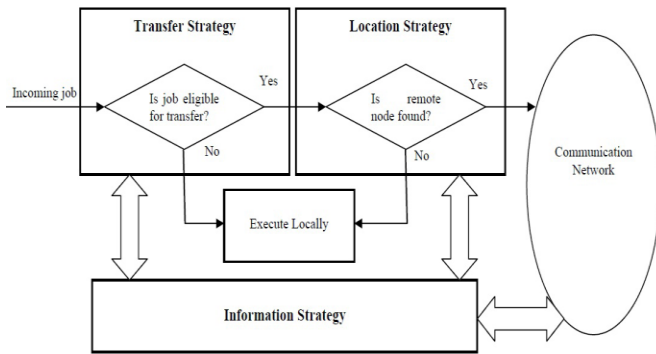 Transfer Strategy
Location Strategy
Incoming job
Is job eligible
for transfer?
Yes
Is remote
node found?
Yes
No
No
Communication
Network
Execute Locally
Information Strategy